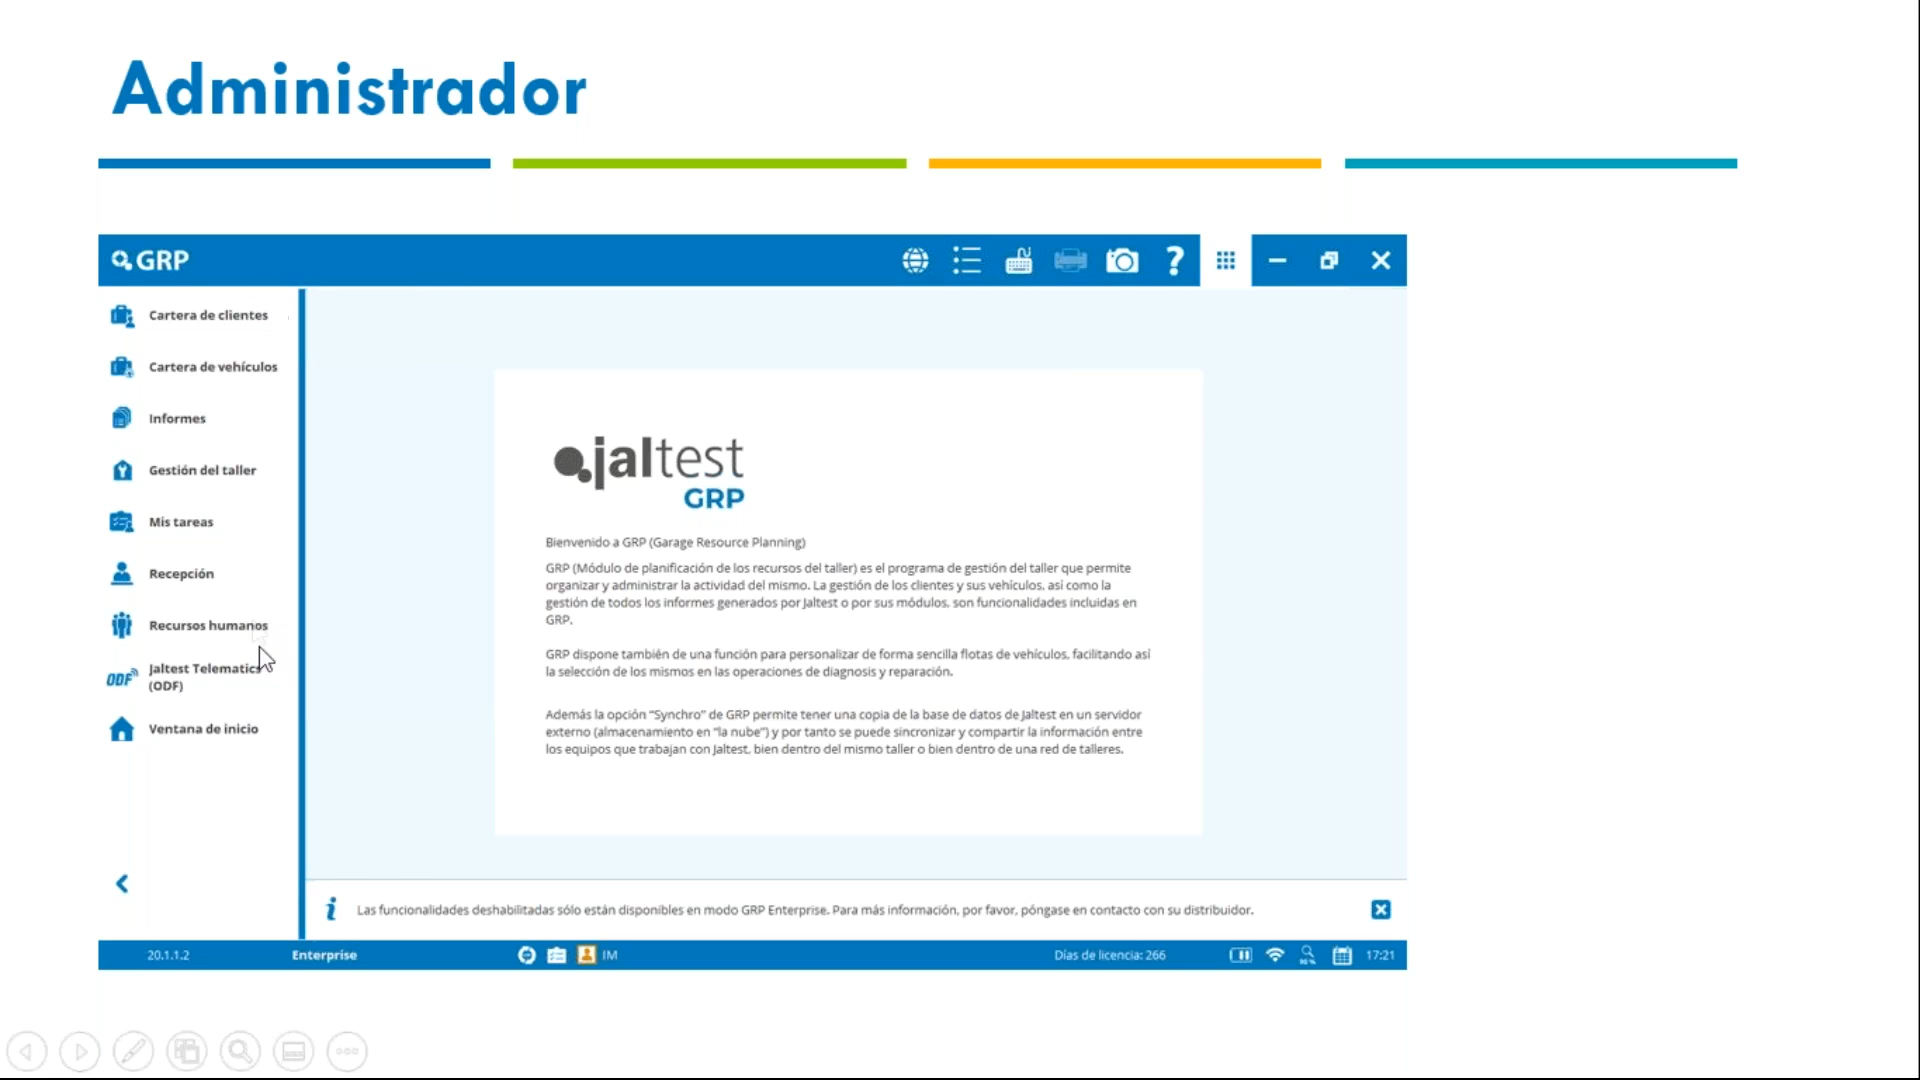 Administrador
GRP
Cartera de clientes
Cartera de vehículos
Informes
Gestión del taller
Mis tareas
Recepción
Recursos humanos
ODF
Jaltest Telematics
(ODF)
Ventana de inicio
jaltest
GRP
Bienvenido a GRP (Garage Resource Planning)
GRP (Módulo de planificación de los recursos del taller) es el programa de gestión del taller que permite
organizar y administrar la actividad del mismo. La gestión de los clientes y sus vehículos, así como la
gestión de todos los informes generados por Jaltest o por sus módulos, son funcionalidades incluidas en
GRP.
GRP dispone también de una función para personalizar de forma sencilla flotas de vehículos, facilitando así
la selección de los mismos en las operaciones de diagnosis y reparación.
Además la opción “Synchro” de GRP permite tener una copia de la base de datos de Jaltest en un servidor
externo (almacenamiento en “la nube”) y por tanto se puede sincronizar y compartir la información entre
los equipos que trabajan con Jaltest, bien dentro del mismo taller o bien dentro de una red de talleres.
Las funcionalidades deshabilitadas sólo están disponibles en modo GRP Enterprise. Para más información, por favor, póngase en contacto con su distribuidor.
20.1.1.2 Enterprise IM Días de licencia: 266 17:21